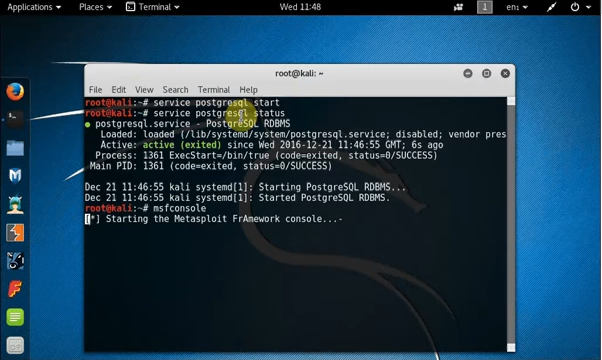 Applications Places Terminal Wed 11:48 1 en1
root@kali: ~
File Edit View Search Terminal Help
root@kali:~# service postgresql start
root@kali:~# service postgresql status
● postgresql.service - PostgreSQL RDBMS
Loaded: loaded (/lib/systemd/system/postgresql.service; disabled; vendor pres
Active: active (exited) since Wed 2016-12-21 11:46:55 GMT; 6s ago
Process: 1361 ExecStart=/bin/true (code=exited, status=0/SUCCESS)
Main PID: 1361 (code=exited, status=0/SUCCESS)
Dec 21 11:46:55 kali systemd[1]: Starting PostgreSQL RDBMS...
Dec 21 11:46:55 kali systemd[1]: Started PostgreSQL RDBMS.
root@kali:~# msfconsole
[*] Starting the Metasploit FrAmework console...-